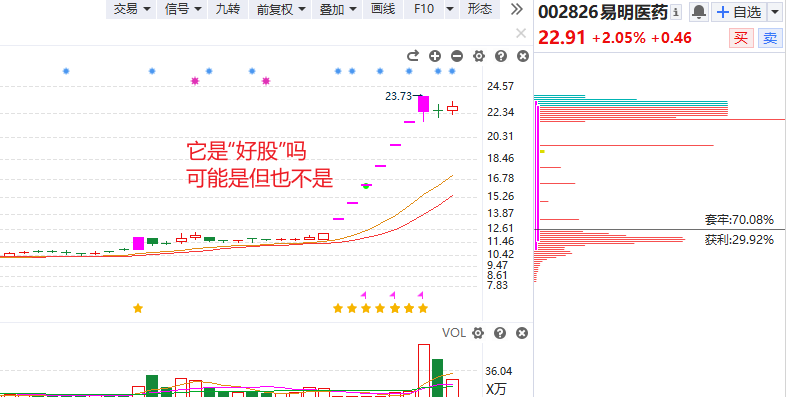 交易 信号 九转 前复权 叠加 画线 F10 形态
002826易明医药
+自选
22.91 +2.05% +0.46 买 卖
23.73
24.57
22.34
20.31
18.46
16.78
15.26
13.87
12.61
11.46
10.42
9.47
8.61
7.83
它是“好股”吗
可能是但也不是
套牢:70.08%
获利:29.92%
VOL
36.04
X万